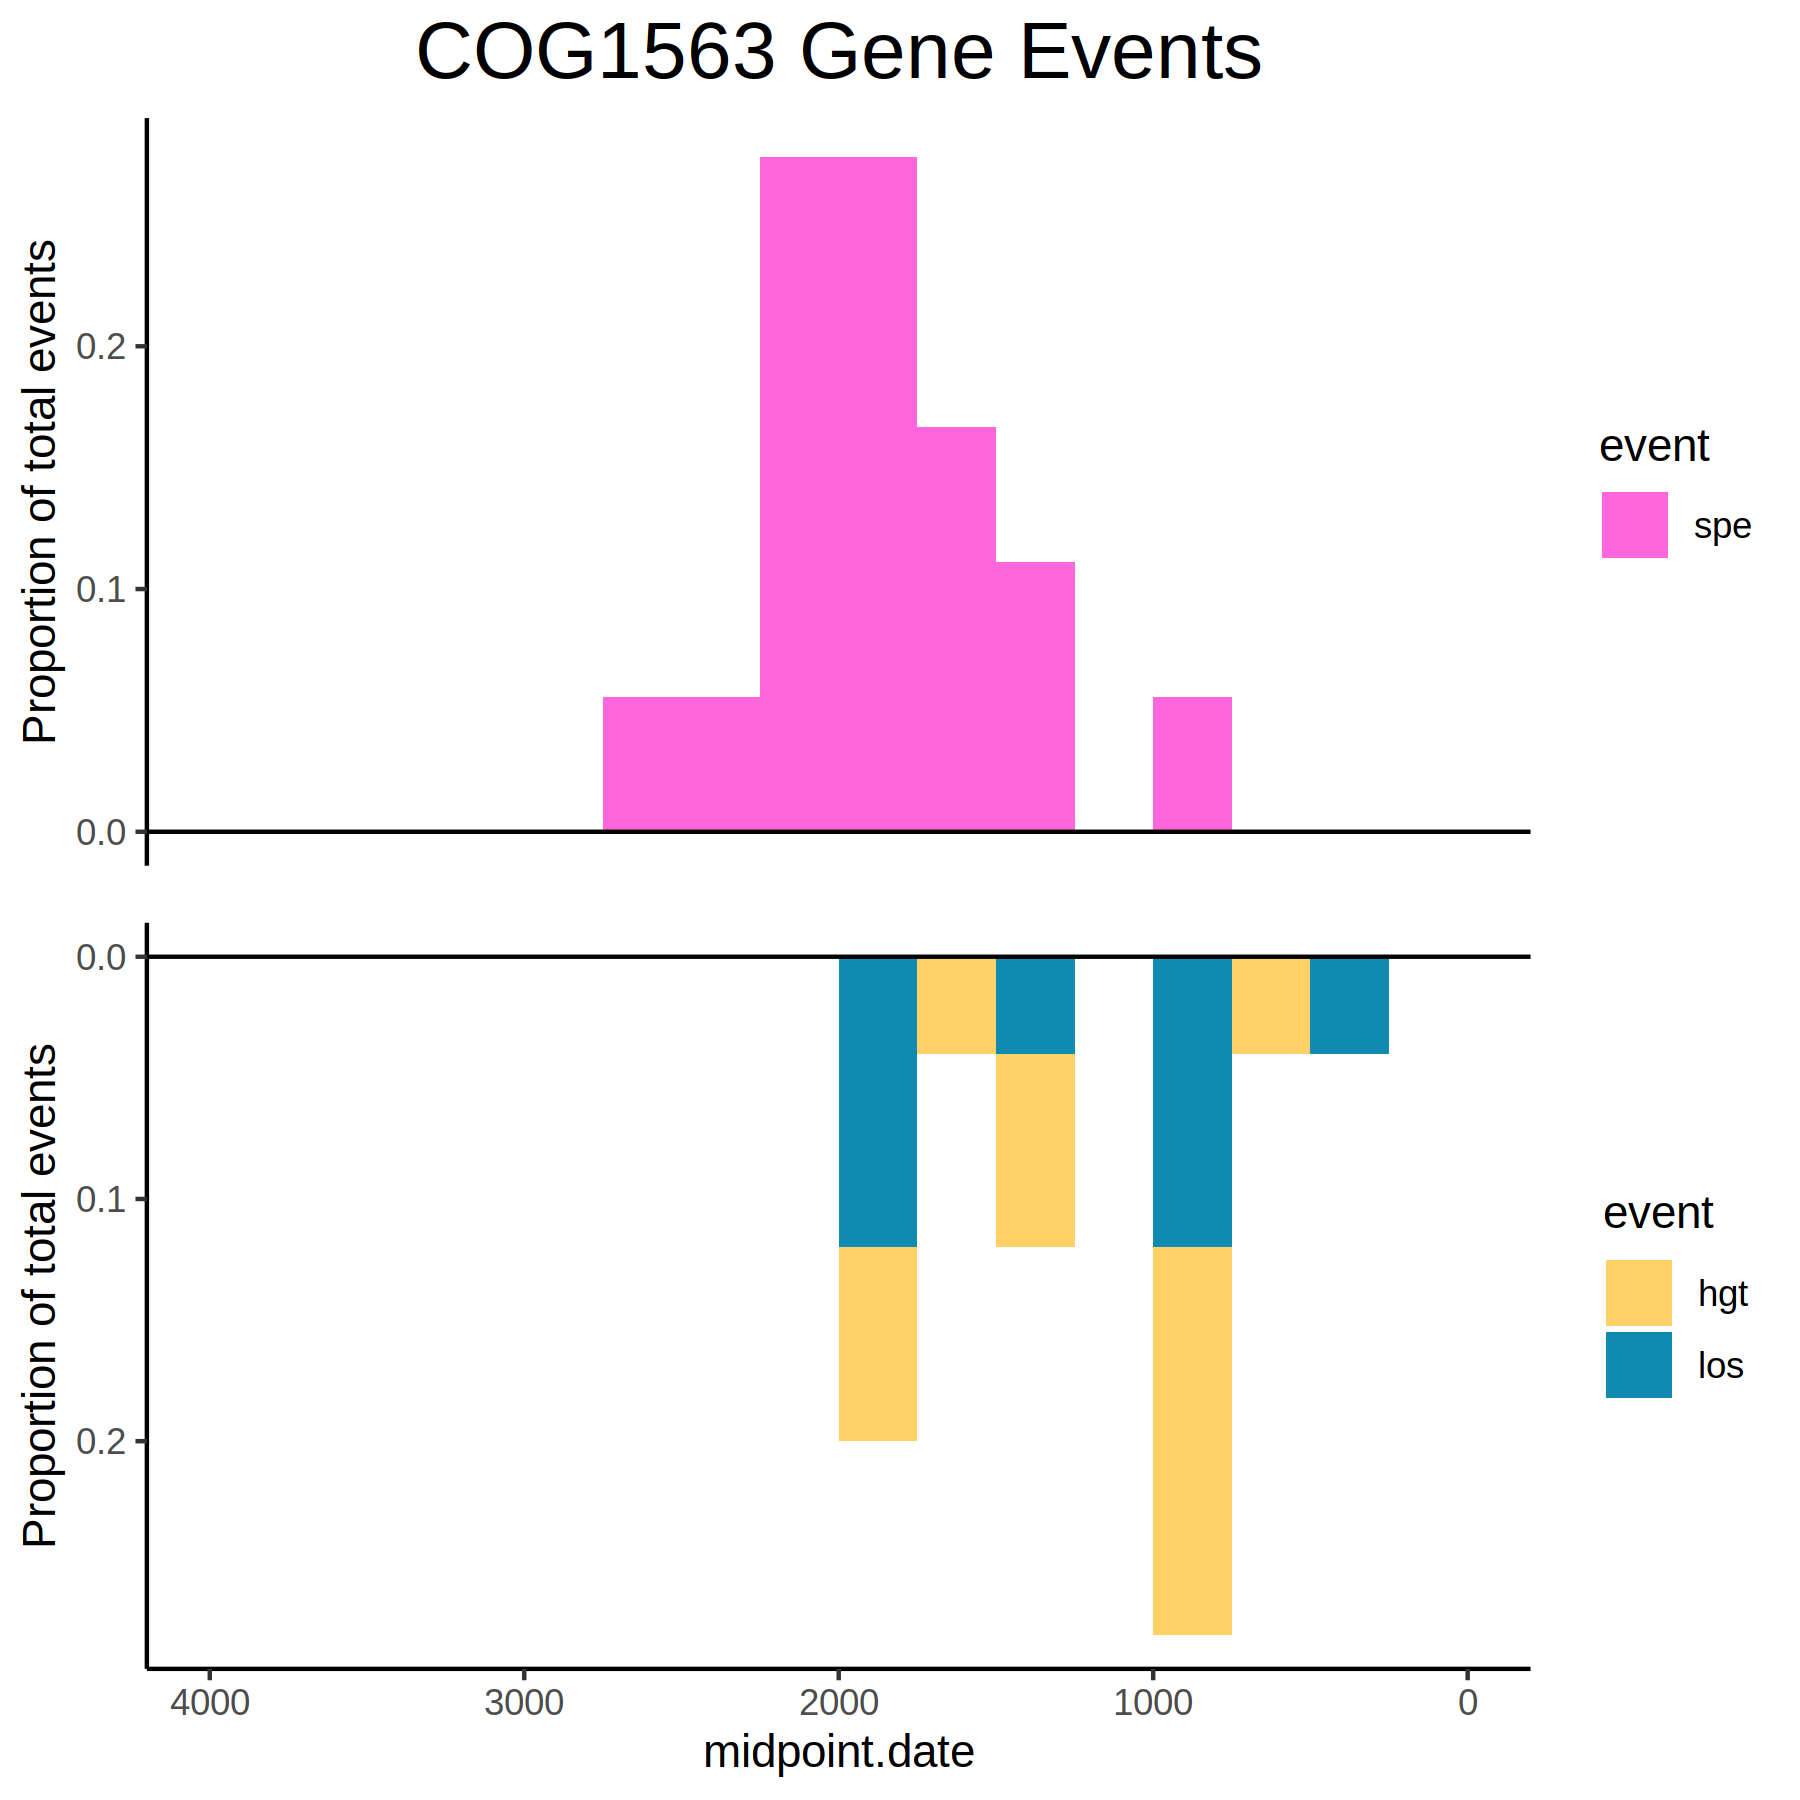 COG1563 Gene Events
Proportion of total events
0.2
0.1
0.0
event
spe
Proportion of total events
0.0
0.1
0.2
event
hgt
los
4000 3000 2000 1000 0
midpoint.date